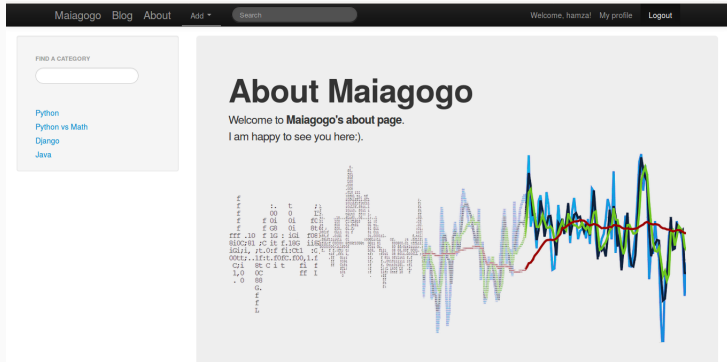 Maiagogo Blog About Add Search Welcome, hamza! My profile Logout
FIND A CATEGORY
Python
Python vs Math
Django
Java
About Maiagogo
Welcome to Maiagogo's about page.
I am happy to see you here:).